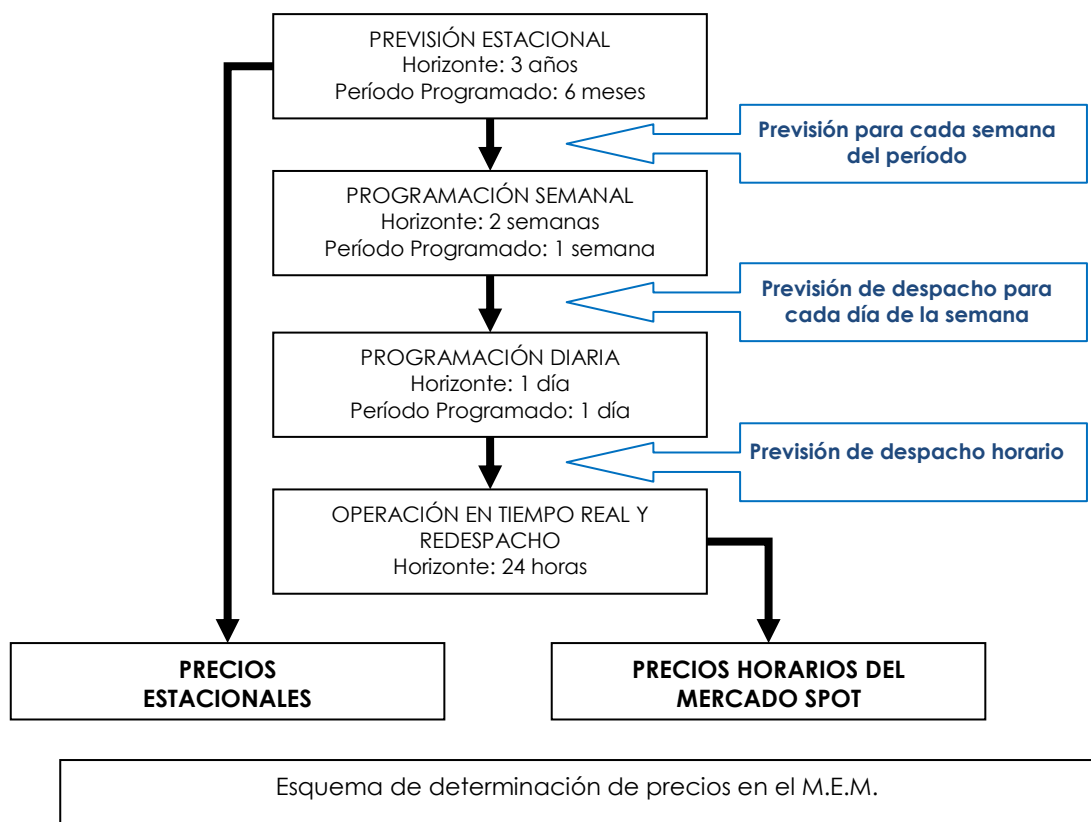 PREVISIÓN ESTACIONAL
Horizonte: 3 años
Período Programado: 6 meses
Previsión para cada semana
del período
PROGRAMACIÓN SEMANAL
Horizonte: 2 semanas
Período Programado: 1 semana
Previsión de despacho para
cada día de la semana
PROGRAMACIÓN DIARIA
Horizonte: 1 día
Período Programado: 1 día
Previsión de despacho horario
OPERACIÓN EN TIEMPO REAL Y
REDESPACHO
Horizonte: 24 horas
PRECIOS
ESTACIONALES
PRECIOS HORARIOS DEL
MERCADO SPOT
Esquema de determinación de precios en el M.E.M.